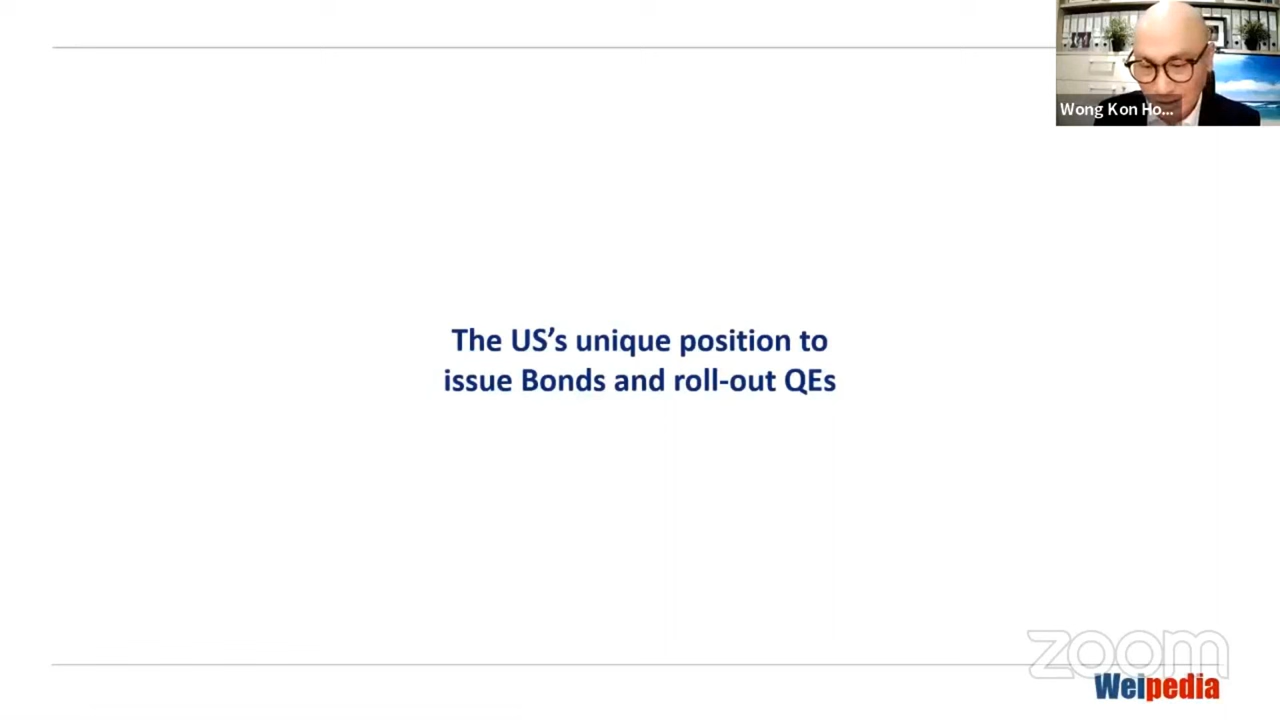 Wong Kon Ho...
The US’s unique position to
issue Bonds and roll-out QEs
zoom
Weipedia